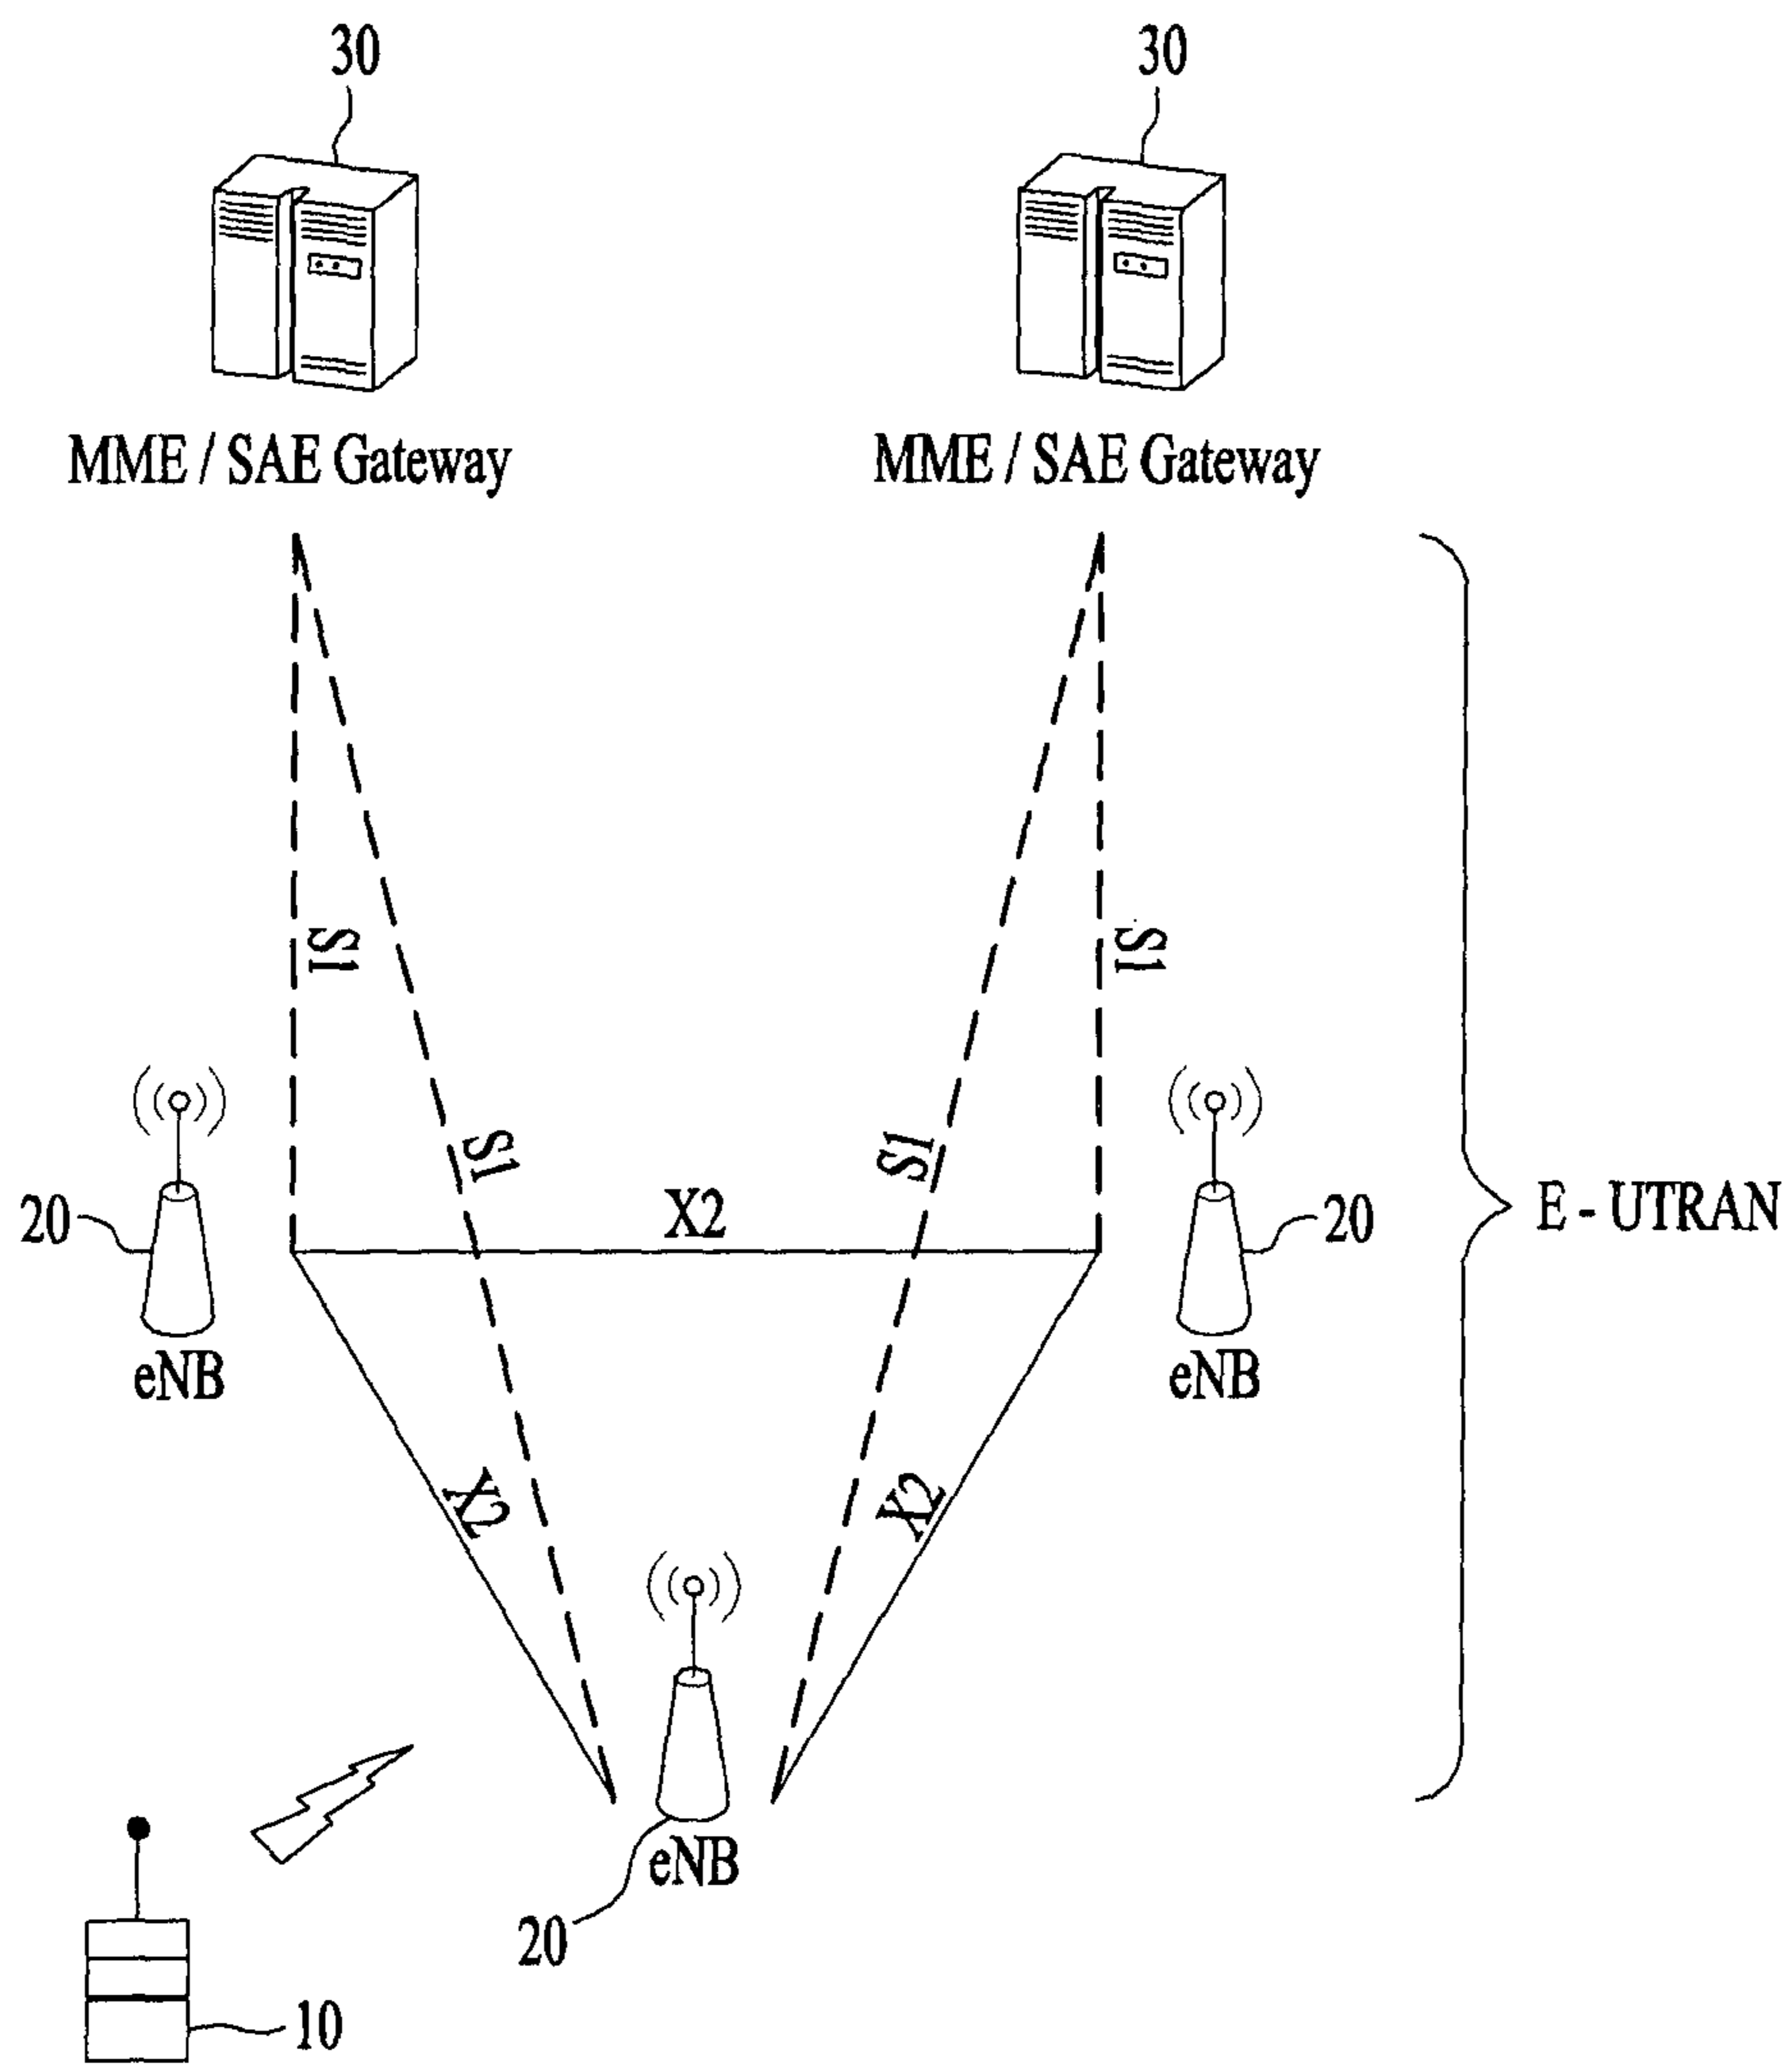 30
30
MME / SAE Gateway
MME / SAE Gateway
S1
S1
S1
S1
X2
20
20
E - UTRAN
eNB
eNB
X2
X2
eNB
20
10